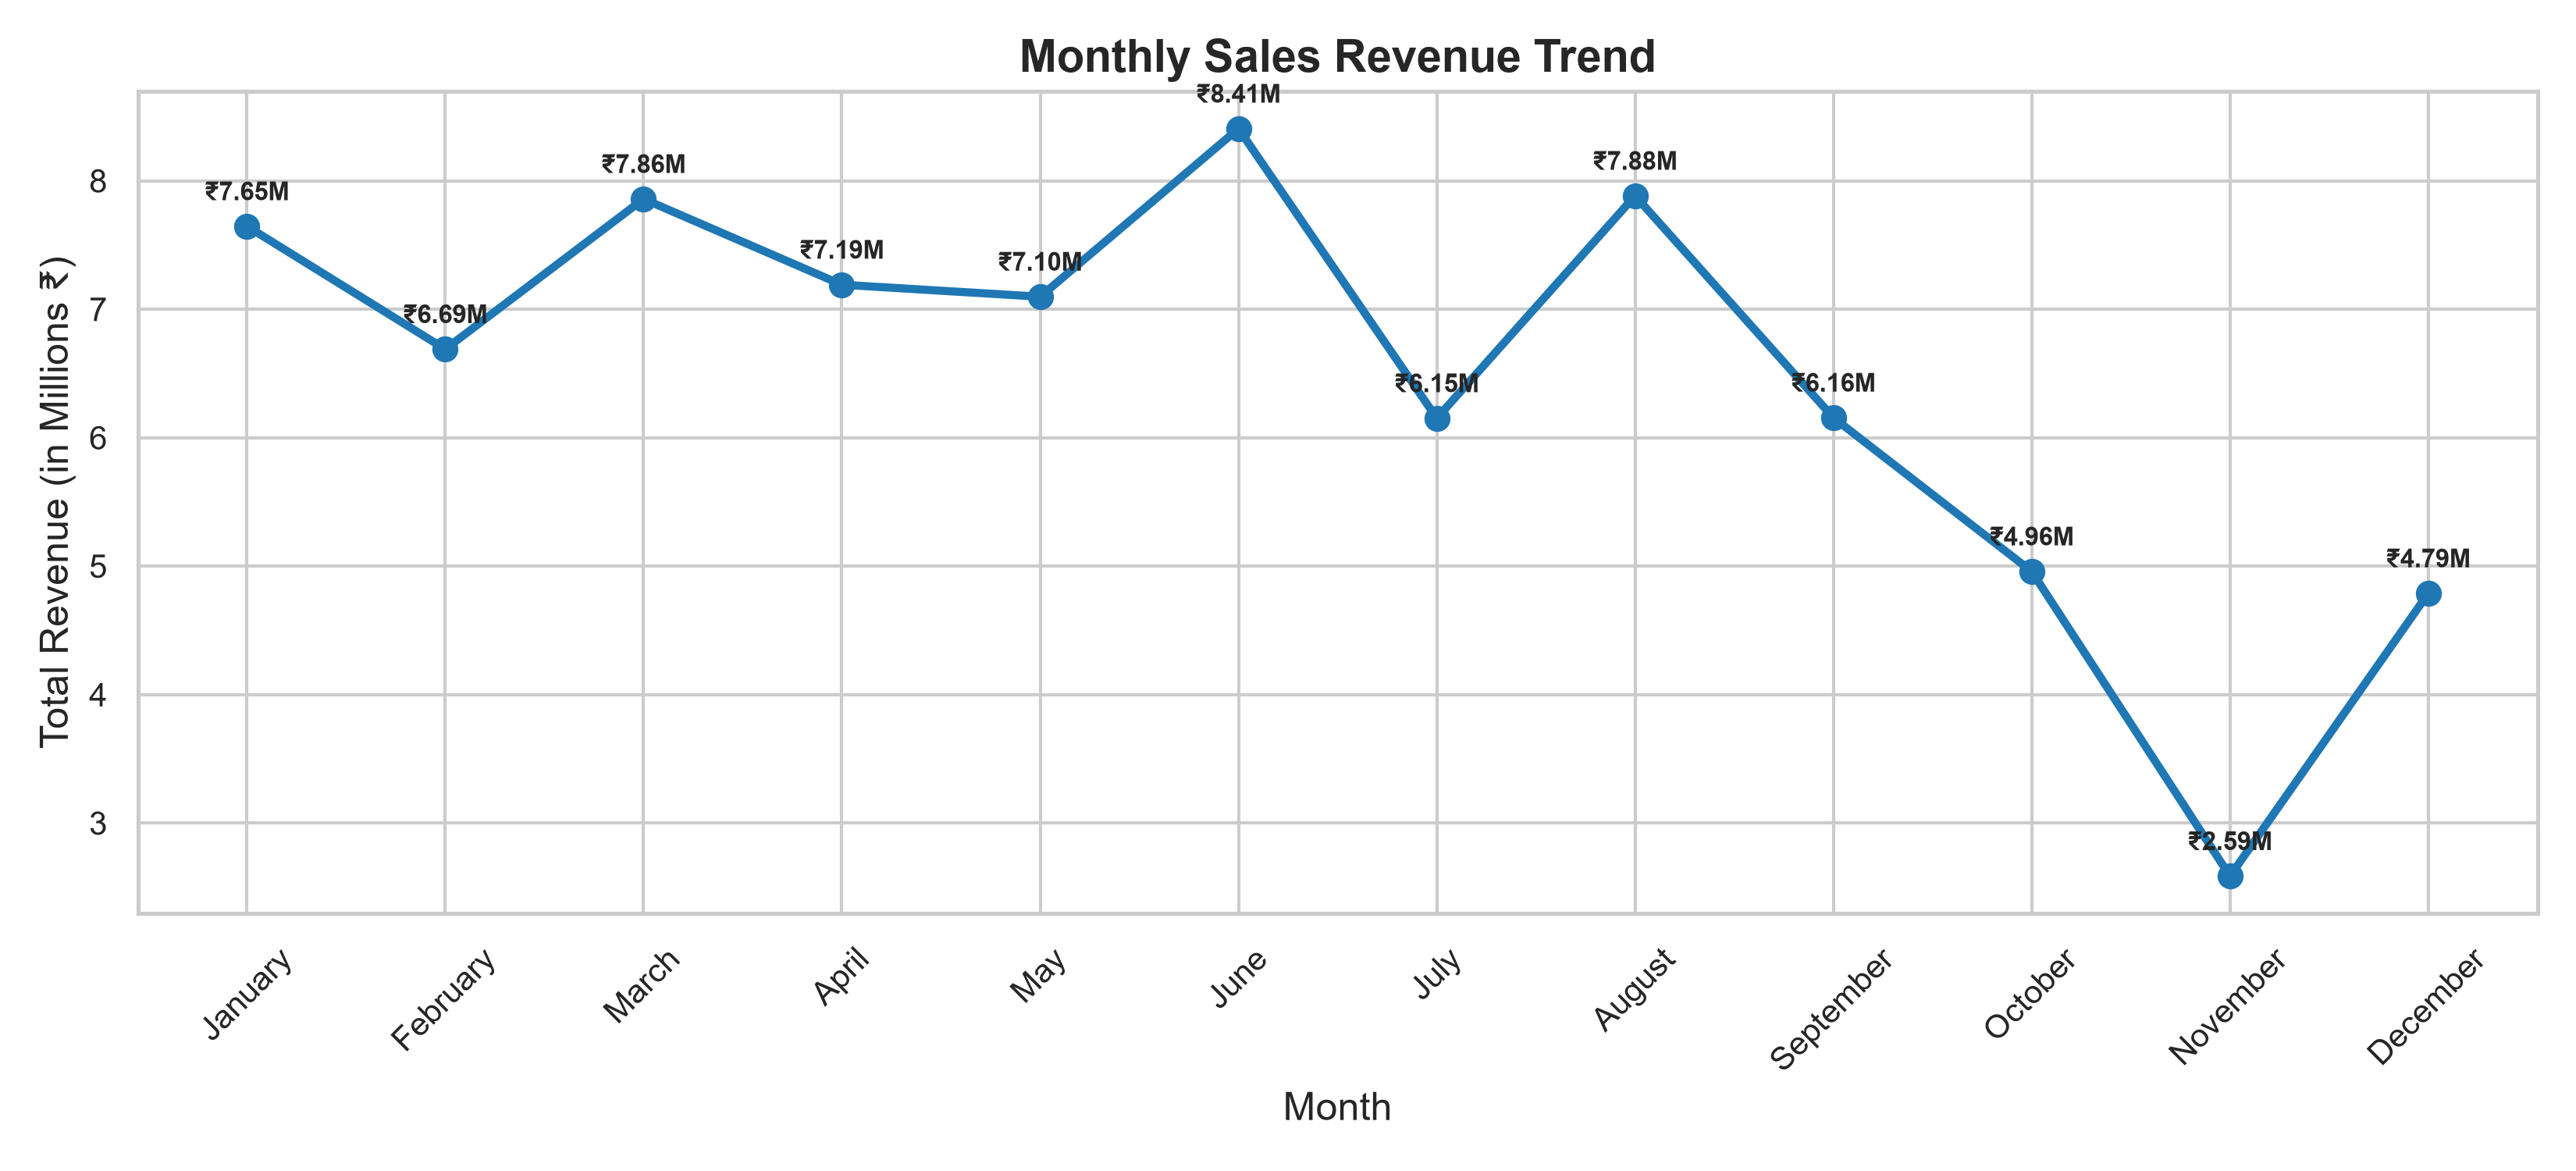 Monthly Sales Revenue Trend
Total Revenue (in Millions ₹)
8
7
6
5
4
3
₹7.65M
₹6.69M
₹7.86M
₹7.19M
₹7.10M
₹8.41M
₹6.15M
₹7.88M
₹6.16M
₹4.96M
₹2.59M
₹4.79M
January
February
March
April
May
June
July
August
September
October
November
December
Month